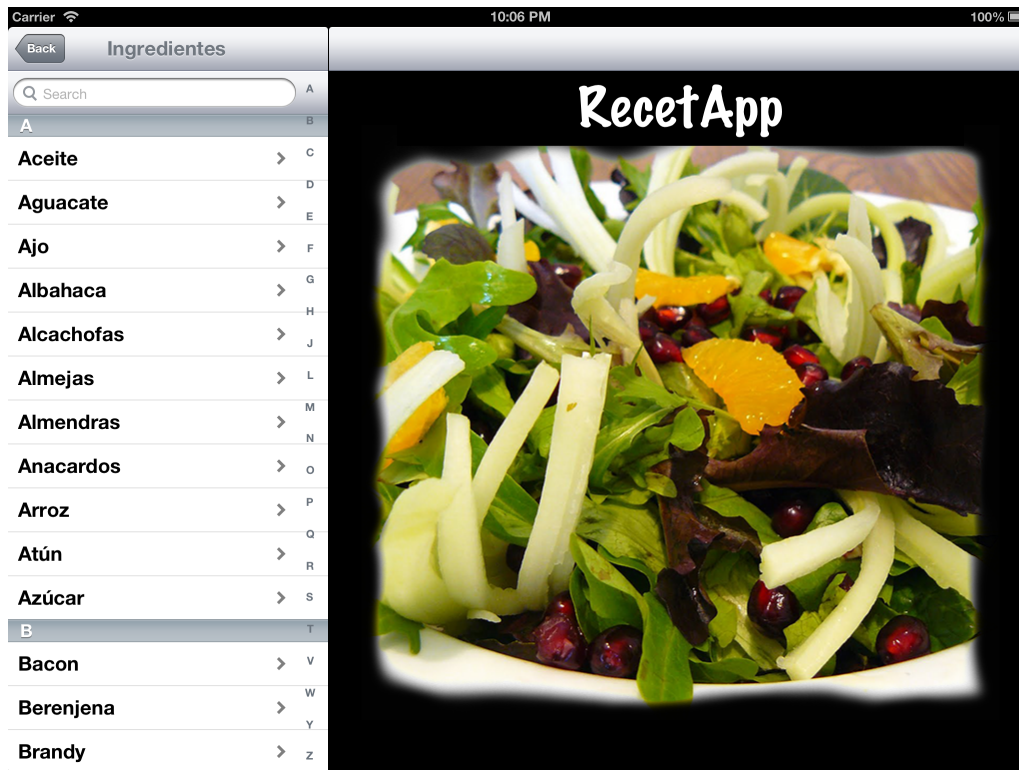 Carrier 10:06 PM 100%
Back Ingredientes
Search
A
Aceite
Aguacate
Ajo
Albahaca
Alcachofas
Almejas
Almendras
Anacardos
Arroz
Atún
Azúcar
B
Bacon
Berenjena
Brandy
A
B
C
D
E
F
G
H
J
L
M
N
O
P
Q
R
S
T
V
W
Y
Z
RecetApp